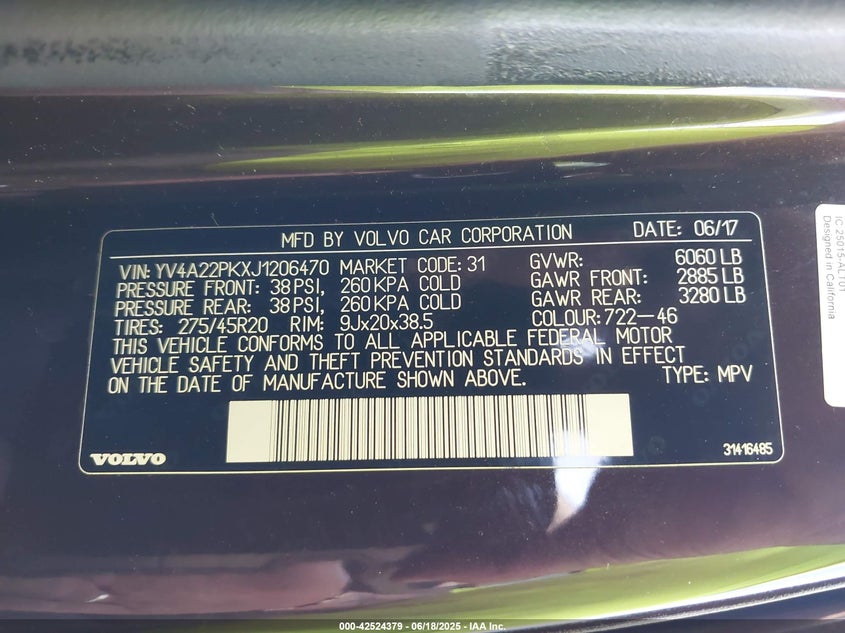 MFD BY VOLVO CAR CORPORATION DATE: 06/17
VIN: YV4A22PKXJ1206470 MARKET CODE: 31 GVWR: 6060 LB
PRESSURE FRONT: 38 PSI, 260 KPA COLD GAWR FRONT: 2885 LB
PRESSURE REAR: 38 PSI, 260 KPA COLD GAWR REAR: 3280 LB
TIRES: 275/45R20 RIM: 9Jx20x38.5 COLOUR: 722-46
THIS VEHICLE CONFORMS TO ALL APPLICABLE FEDERAL MOTOR
VEHICLE SAFETY AND THEFT PREVENTION STANDARDS IN EFFECT
ON THE DATE OF MANUFACTURE SHOWN ABOVE. TYPE: MPV
VOLVO 31416485
IC 25015-ALT01
Designed in California
000-42524379 - 06/18/2025 - IAA Inc.